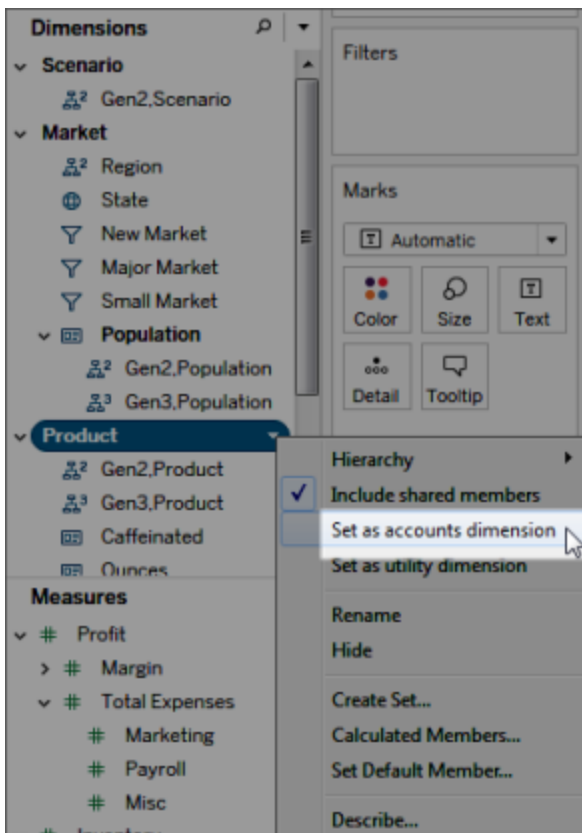 Dimensions
Scenario
Gen2,Scenario
Market
Region
State
New Market
Major Market
Small Market
Population
Gen2,Population
Gen3,Population
Product
Gen2,Product
Gen3,Product
Caffeinated
Ounces
Measures
Profit
Margin
Total Expenses
Marketing
Payroll
Misc
Inventory
Filters
Marks
Automatic
Color
Size
Text
Detail
Tooltip
Hierarchy
Include shared members
Set as accounts dimension
Set as utility dimension
Rename
Hide
Create Set...
Calculated Members...
Set Default Member...
Describe...